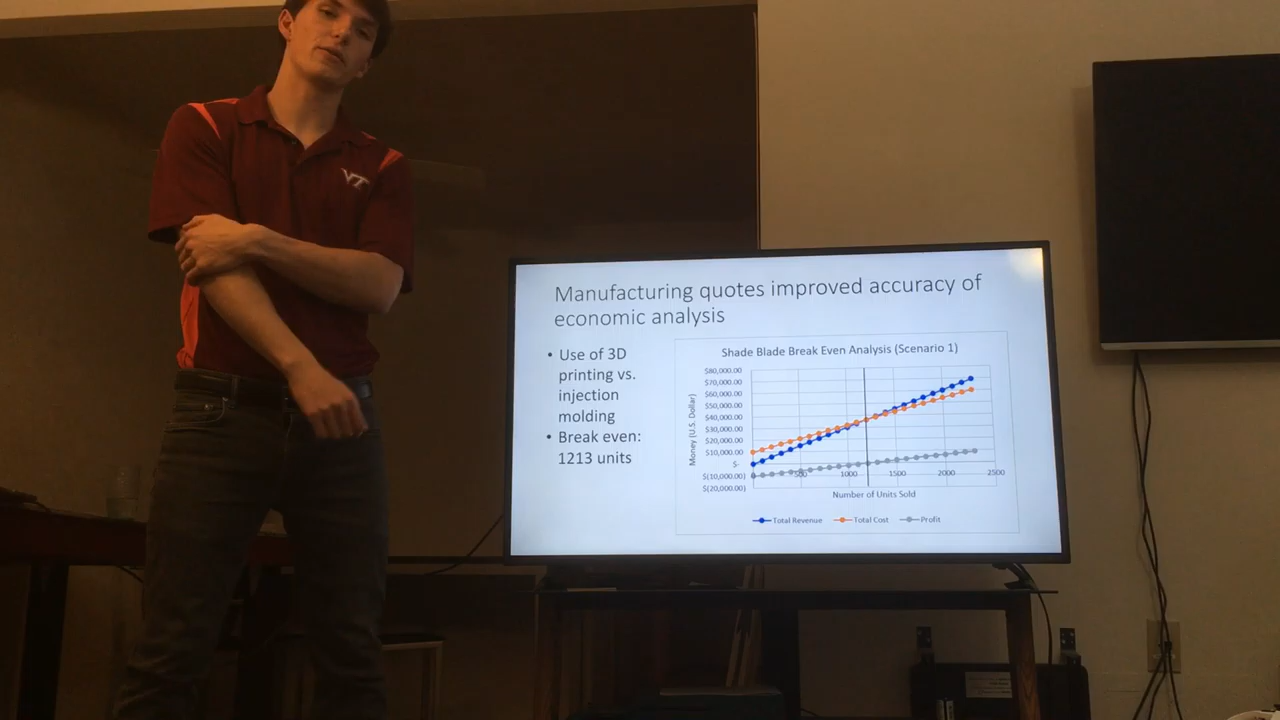 VT
Manufacturing quotes improved accuracy of
economic analysis
• Use of 3D
printing vs.
injection
molding
• Break even:
1213 units
Shade Blade Break Even Analysis (Scenario 1)
Money (U.S. Dollar)
$80,000.00
$70,000.00
$60,000.00
$50,000.00
$40,000.00
$30,000.00
$20,000.00
$10,000.00
$-
$(10,000.00)
$(20,000.00)
500 1000 1500 2000 2500
Number of Units Sold
Total Revenue Total Cost Profit